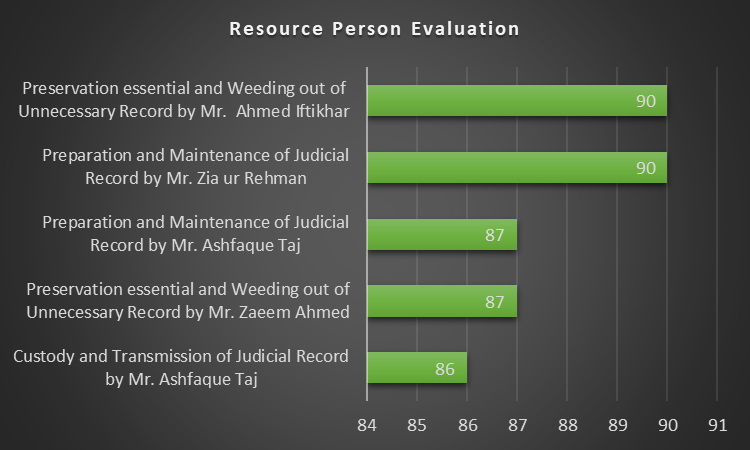 Resource Person Evaluation
Preservation essential and Weeding out of
Unnecessary Record by Mr.  Ahmed Iftikhar
90
Preparation and Maintenance of Judicial
Record by Mr. Zia ur Rehman
90
Preparation and Maintenance of Judicial
Record by Mr. Ashfaque Taj
87
Preservation essential and Weeding out of
Unnecessary Record by Mr. Zaeem Ahmed
87
Custody and Transmission of Judicial Record
by Mr. Ashfaque Taj
86
84 85 86 87 88 89 90 91